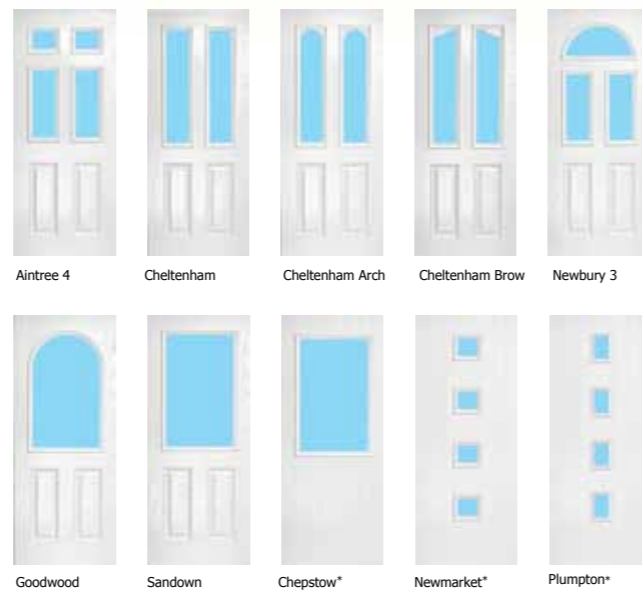 Aintree 4
Cheltenham
Cheltenham Arch
Cheltenham Brow
Newbury 3
Goodwood
Sandown
Chepstow*
Newmarket*
Plumpton*